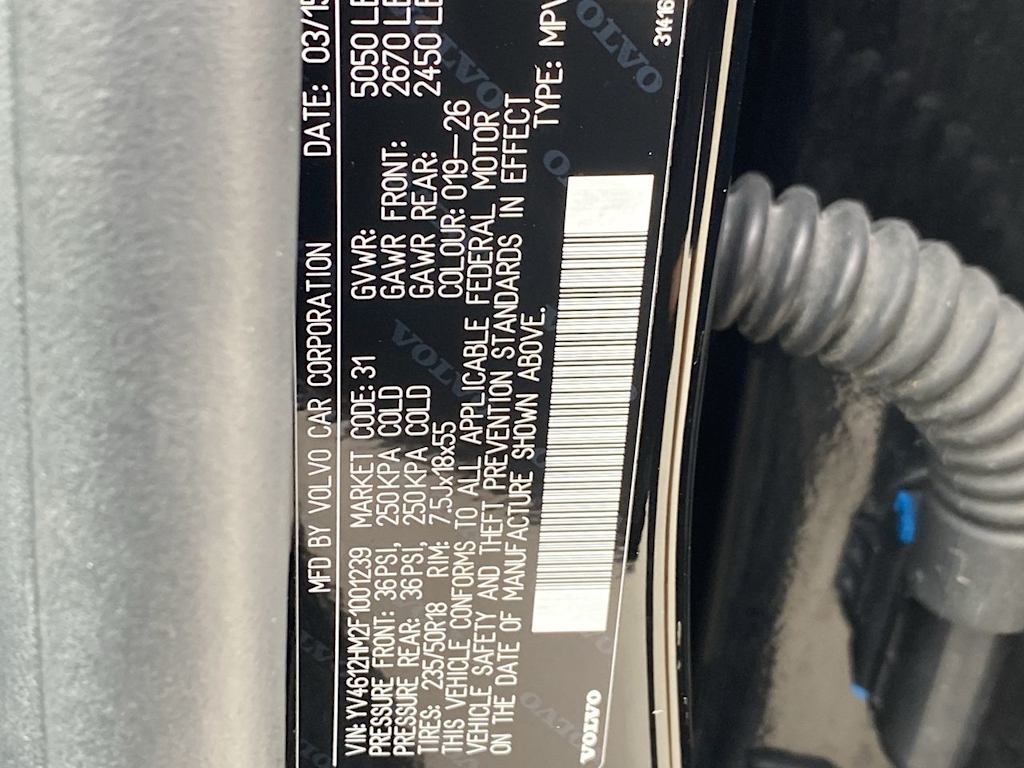 MFD BY VOLVO CAR CORPORATION DATE: 03/15
VIN: YV4612HM2F1001239 MARKET CODE: 31 GVWR: 5050 LB
PRESSURE FRONT: 36PSI, 250KPA COLD GAWR FRONT: 2670 LB
PRESSURE REAR: 36PSI, 250KPA COLD GAWR REAR: 2450 LB
TIRES: 235/50R18 RIM: 7.5Jx18x55 COLOUR: 019-26
THIS VEHICLE CONFORMS TO ALL APPLICABLE FEDERAL MOTOR
VEHICLE SAFETY AND THEFT PREVENTION STANDARDS IN EFFECT
ON THE DATE OF MANUFACTURE SHOWN ABOVE. TYPE: MPV
VOLVO 31416